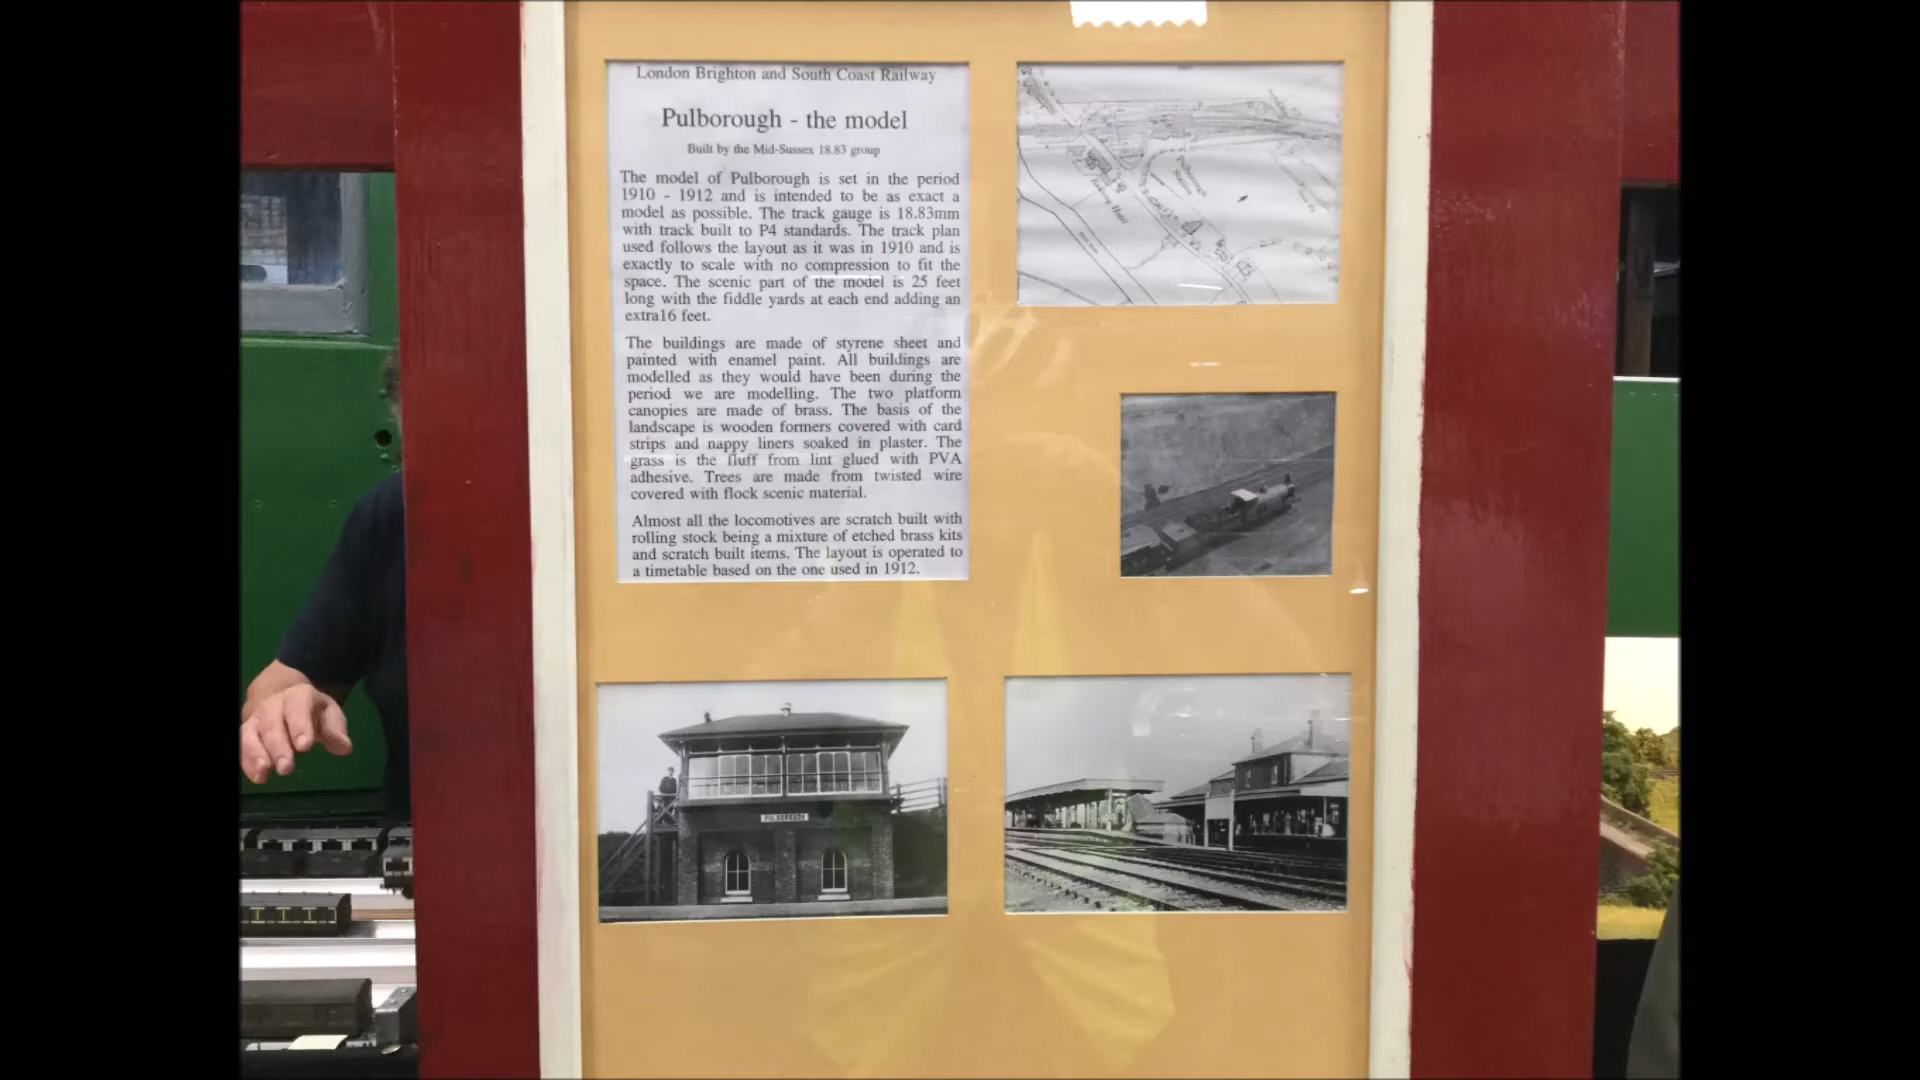 London Brighton and South Coast Railway
Pulborough - the model
Built by the Mid-Sussex 18.83 group
The model of Pulborough is set in the period
1910 - 1912 and is intended to be as exact a
model as possible. The track gauge is 18.83mm
with track built to P4 standards. The track plan
used follows the layout as it was in 1910 and is
exactly to scale with no compression to fit the
space. The scenic part of the model is 25 feet
long with the fiddle yards at each end adding an
extra16 feet.
The buildings are made of styrene sheet and
painted with enamel paint. All buildings are
modelled as they would have been during the
period we are modelling. The two platform
canopies are made of brass. The basis of the
landscape is wooden formers covered with card
strips and nappy liners soaked in plaster. The
grass is the fluff from lint glued with PVA
adhesive. Trees are made from twisted wire
covered with flock scenic material.
Almost all the locomotives are scratch built with
rolling stock being a mixture of etched brass kits
and scratch built items. The layout is operated to
a timetable based on the one used in 1912.
Pulborough
Station
Railway Hotel
PULBOROUGH